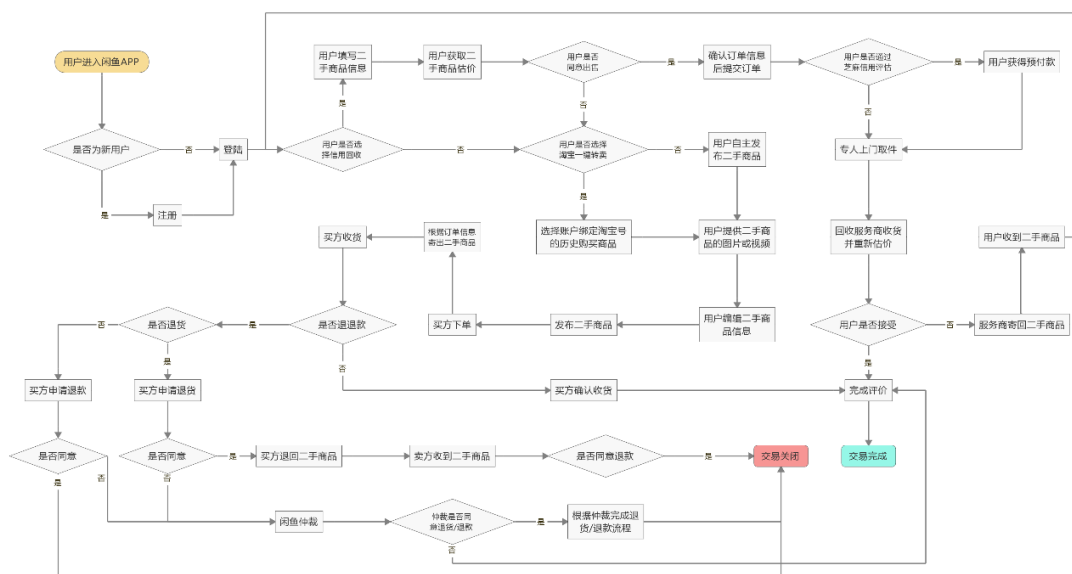 用户进入闲鱼APP
用户填写二
手商品信息
用户获取二
手商品估价
用户是否
同意出售
是
确认订单信息
后提交订单
用户是否通过
芝麻信用评估
是
用户获得预付款
是
否
否
是否为新用户
否
登陆
用户是否选
择信用回收
否
用户是否选择
淘宝一键转卖
否
用户自主发
布二手商品
专人上门取件
是
注册
是
买方收货
根据订单信息
寄出二手商品
选择账户绑定淘宝号
的历史购买商品
用户提供二手商
品的图片或视频
回收服务商收货
并重新估价
用户收到二手商品
否
是否退货
是
是否退退款
买方下单
发布二手商品
用户编辑二手商
品信息
用户是否接受
否
服务商寄回二手商品
是
否
是
买方申请退款
买方申请退货
买方确认收货
完成评价
是否同意
是否同意
是
买方退回二手商品
卖方收到二手商品
是否同意退款
是
交易关闭
交易完成
是
否
否
闲鱼仲裁
仲裁是否同
意退货/退款
是
根据仲裁完成退
货/退款流程
否